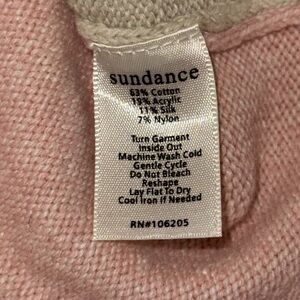 sundance
63% Cotton
19% Acrylic
11% Silk
7% Nylon
Turn Garment
Inside Out
Machine Wash Cold
Gentle Cycle
Do Not Bleach
Reshape
Lay Flat To Dry
Cool Iron if Needed
RN#106205